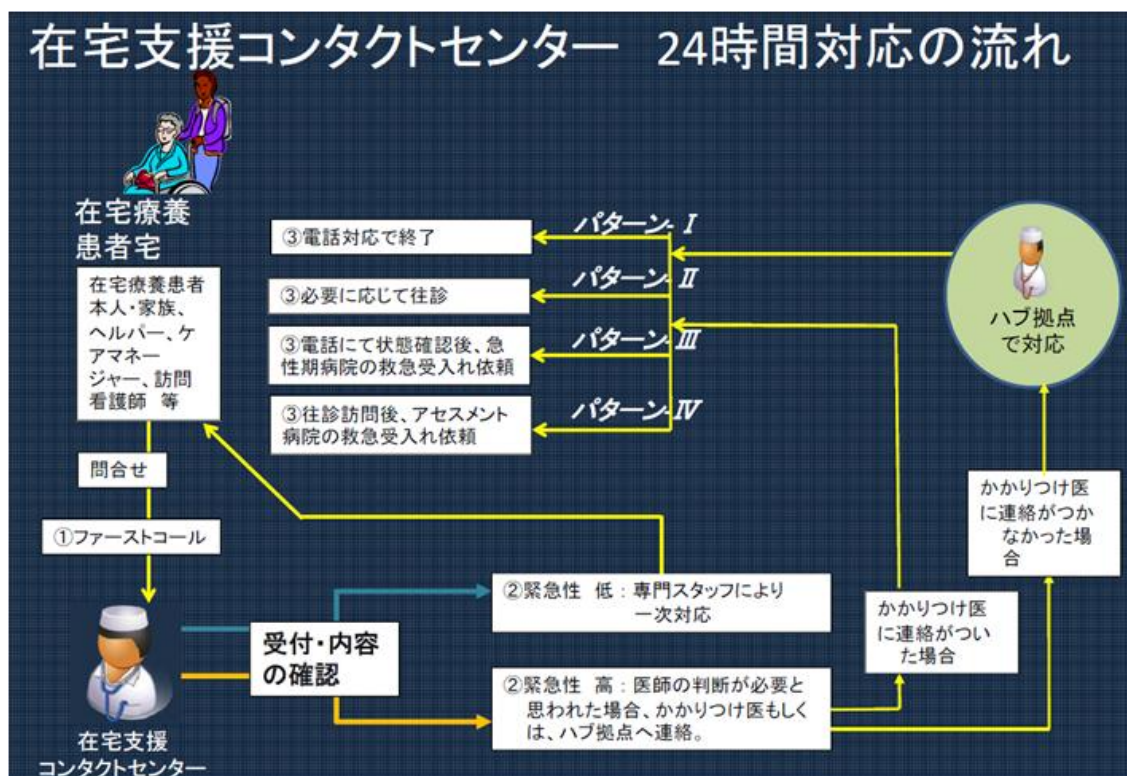 在宅支援コンタクトセンター 24時間対応の流れ
在宅療養
患者宅
在宅療養患者
本人・家族、
ヘルパー、ケ
アマネー
ジャー、訪問
看護師 等
問合せ
①ファーストコール
在宅支援
コンタクトセンター
受付・内容
の確認
②緊急性 低：専門スタッフにより
一次対応
②緊急性 高：医師の判断が必要と
思われた場合、かかりつけ医もしく
は、ハブ拠点へ連絡。
かかりつけ医
に連絡がつい
た場合
かかりつけ医
に連絡がつか
なかった場
合
ハブ拠点
で対応
パターン-Ⅰ
③電話対応で終了
パターン-Ⅱ
③必要に応じて往診
パターン-Ⅲ
③電話にて状態確認後、急
性期病院の救急受入れ依頼
パターン-Ⅳ
③往診訪問後、アセスメント
病院の救急受入れ依頼